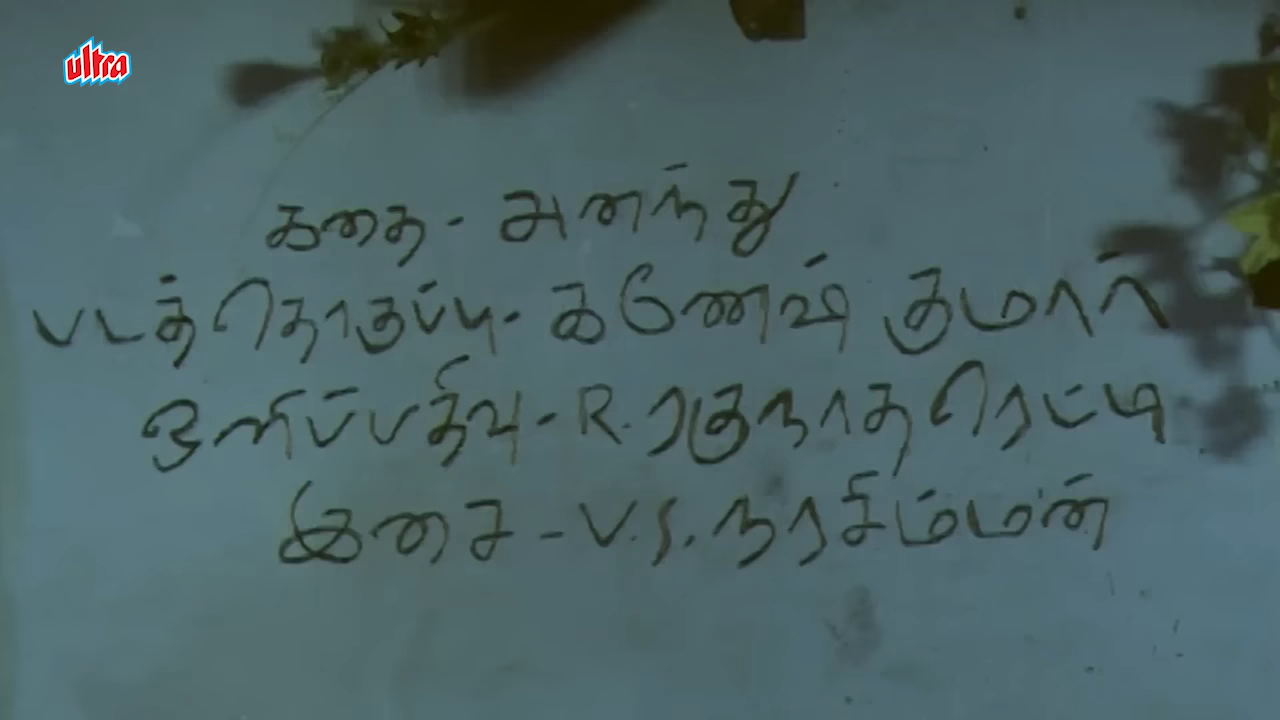 ultra
கதை - அனந்து
படத்தொகுப்பு - கணேஷ் குமார்
ஒளிப்பதிவு - R. ரகுநாத ரெட்டி
இசை - V.S. நரசிம்மன்